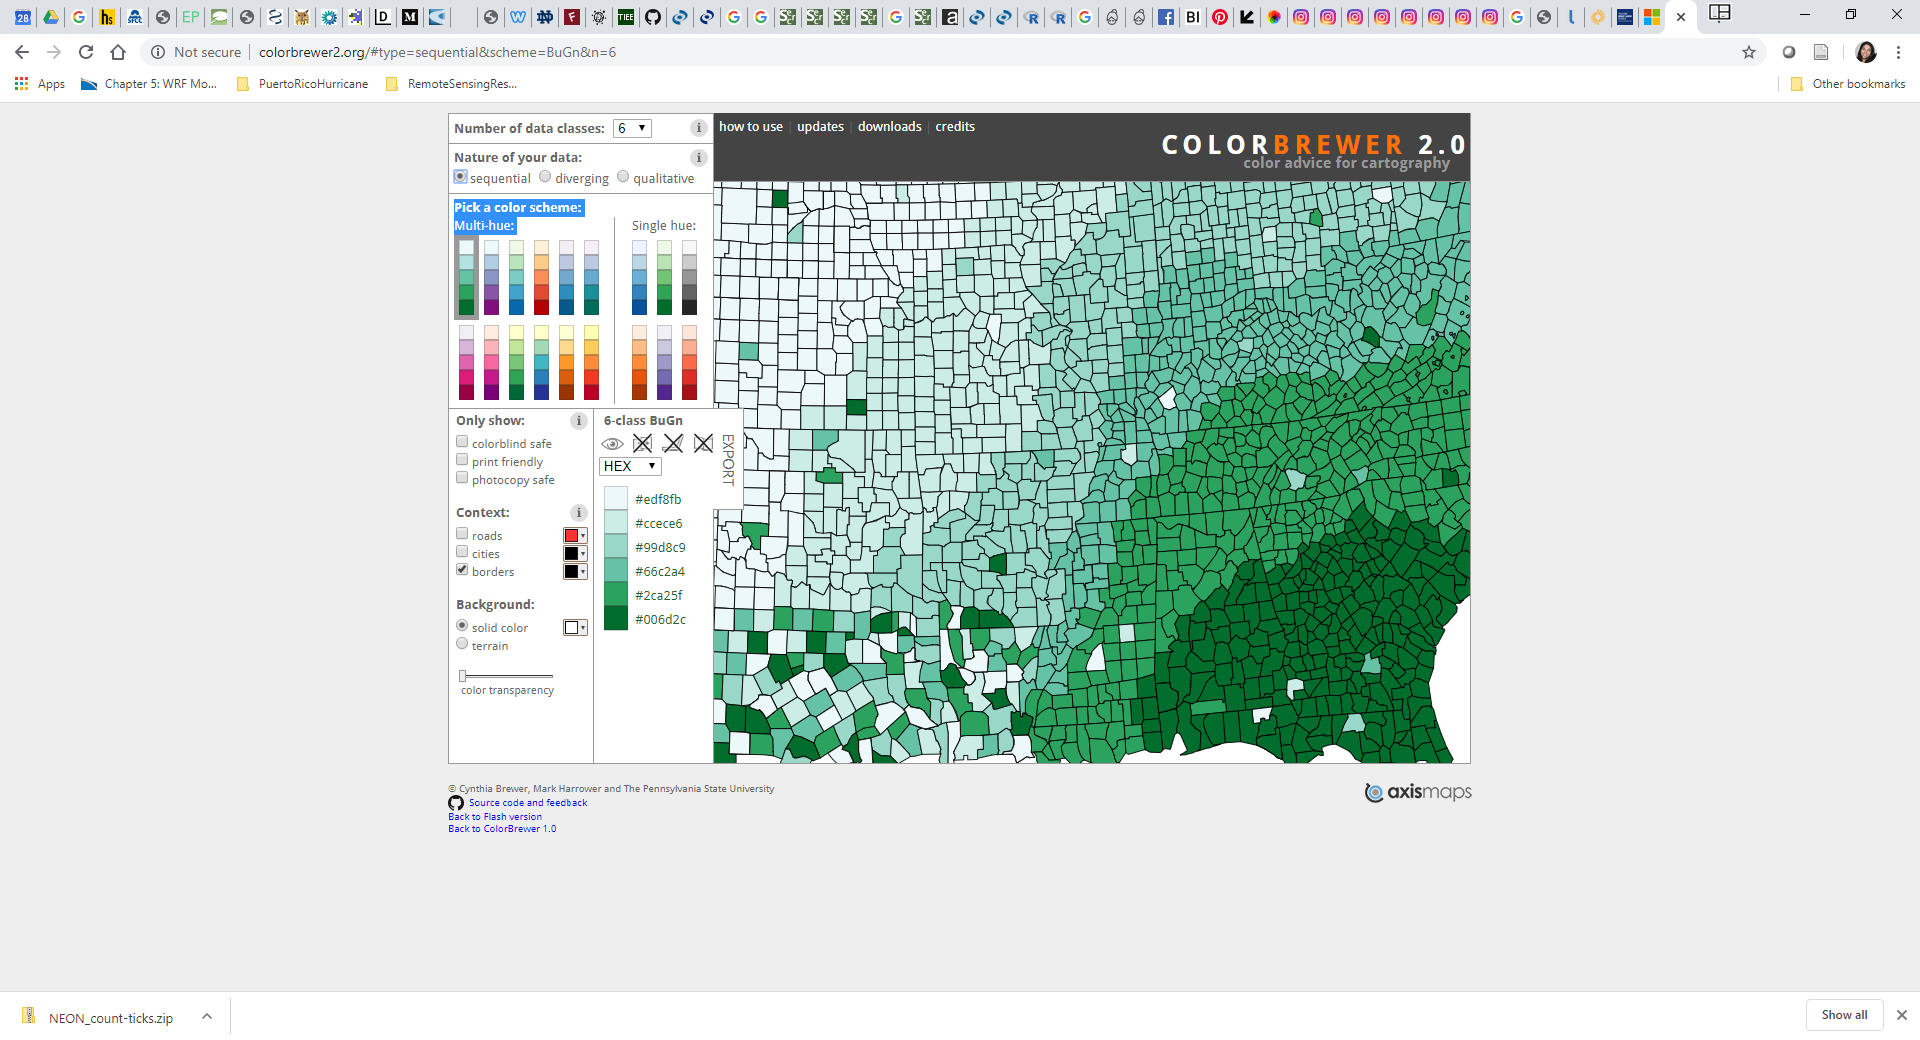 Not secure
colorbrewer2.org/#type=sequential&scheme=BuGn&n=6
Apps
Chapter 5: WRF Mo...
PuertoRicoHurricane
RemoteSensingRes...
Other bookmarks
Number of data classes: 6
how to use | updates | downloads | credits
COLORBREWER 2.0
color advice for cartography
Nature of your data:
sequential diverging qualitative
Pick a color scheme:
Multi-hue:
Single hue:
Only show:
colorblind safe
print friendly
photocopy safe
Context:
roads
cities
borders
Background:
solid color
terrain
color transparency
6-class BuGn
EXPORT
HEX
#edf8fb
#ccece6
#99d8c9
#66c2a4
#2ca25f
#006d2c
© Cynthia Brewer, Mark Harrower and The Pennsylvania State University
Source code and feedback
Back to Flash version
Back to ColorBrewer 1.0
axismaps
NEON_count-ticks.zip
Show all